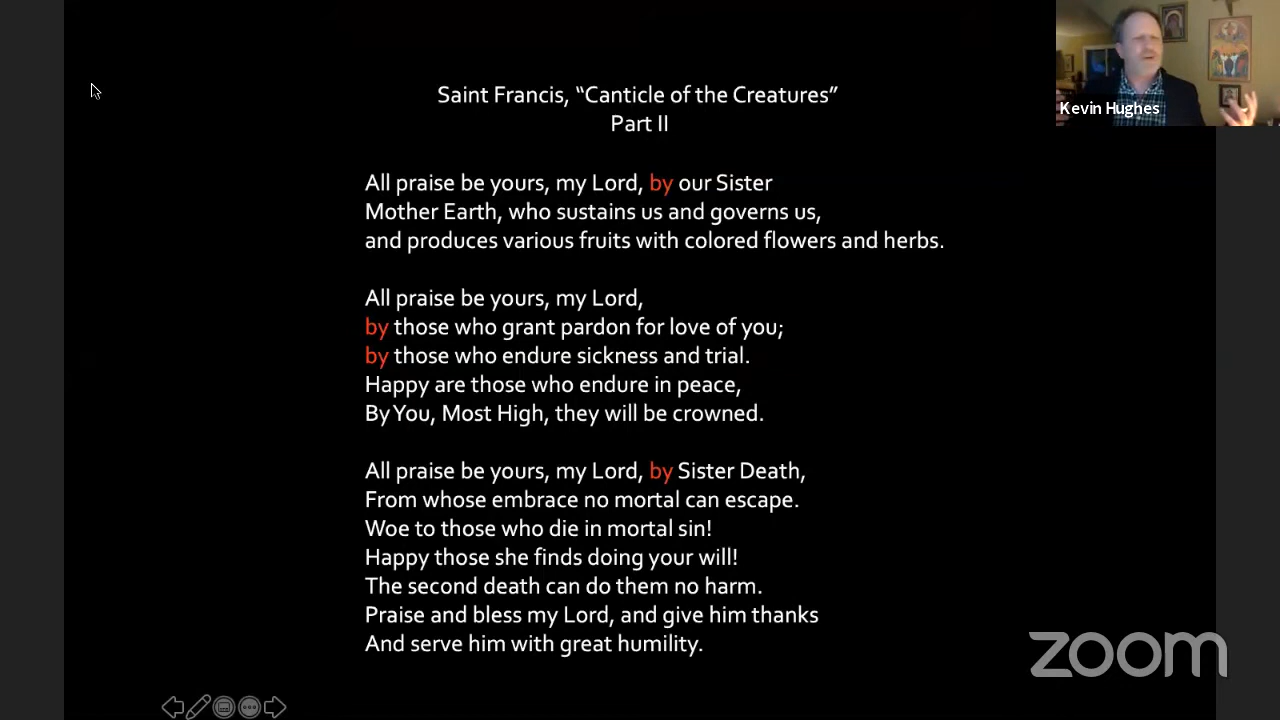 Saint Francis, “Canticle of the Creatures”
Part II
All praise be yours, my Lord, by our Sister
Mother Earth, who sustains us and governs us,
and produces various fruits with colored flowers and herbs.
All praise be yours, my Lord,
by those who grant pardon for love of you;
by those who endure sickness and trial.
Happy are those who endure in peace,
By You, Most High, they will be crowned.
All praise be yours, my Lord, by Sister Death,
From whose embrace no mortal can escape.
Woe to those who die in mortal sin!
Happy those she finds doing your will!
The second death can do them no harm.
Praise and bless my Lord, and give him thanks
And serve him with great humility.
Kevin Hughes
zoom